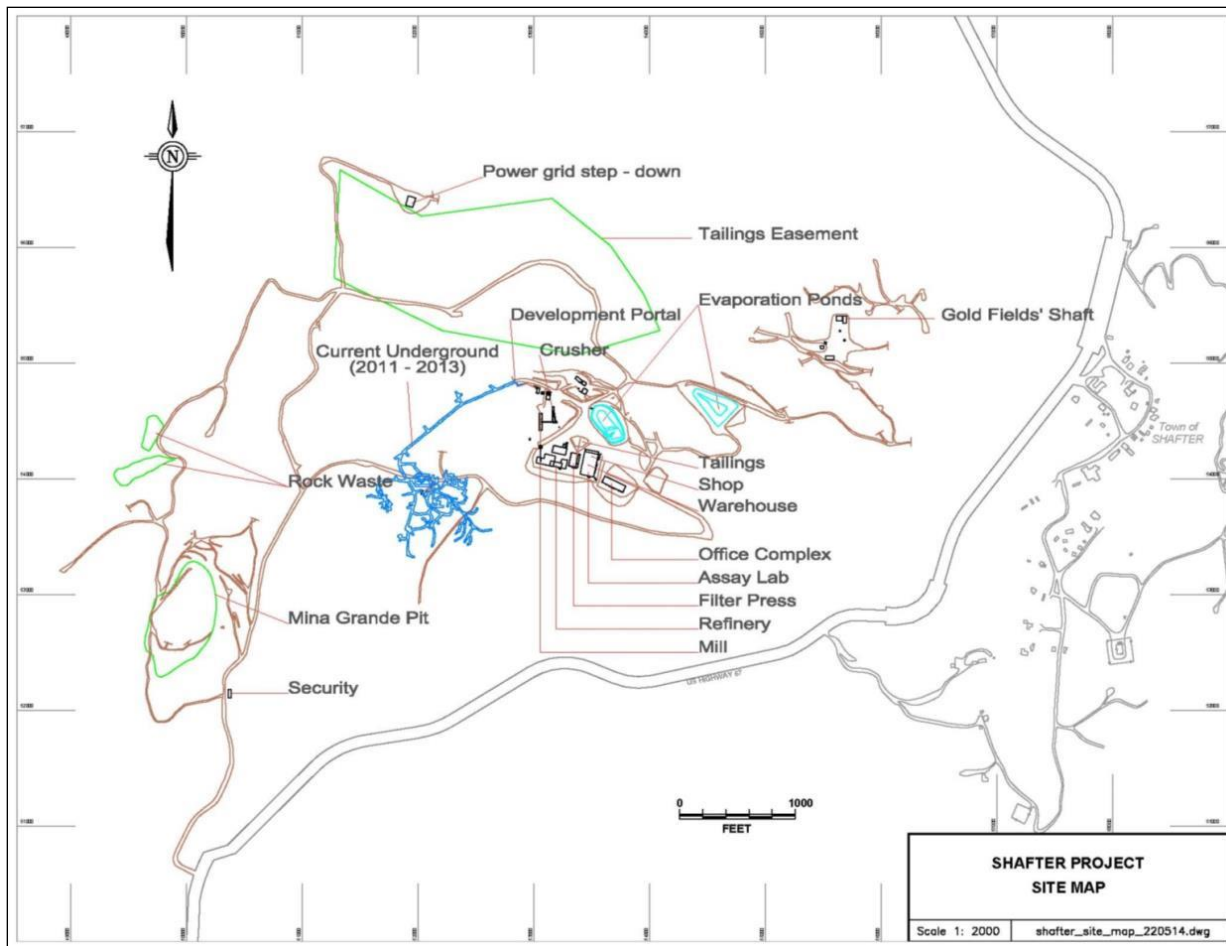 N
Power grid step - down
Tailings Easement
Development Portal
Evaporation Ponds
Gold Fields' Shaft
Current Underground
(2011 - 2013)
Crusher
Town of
SHAFTER
Rock Waste
Tailings
Shop
Warehouse
Office Complex
Assay Lab
Filter Press
Refinery
Mill
Mina Grande Pit
Security
US HIGHWAY 67
0 1000
FEET
SHAFTER PROJECT
SITE MAP
Scale 1: 2000
shafter_site_map_220514.dwg